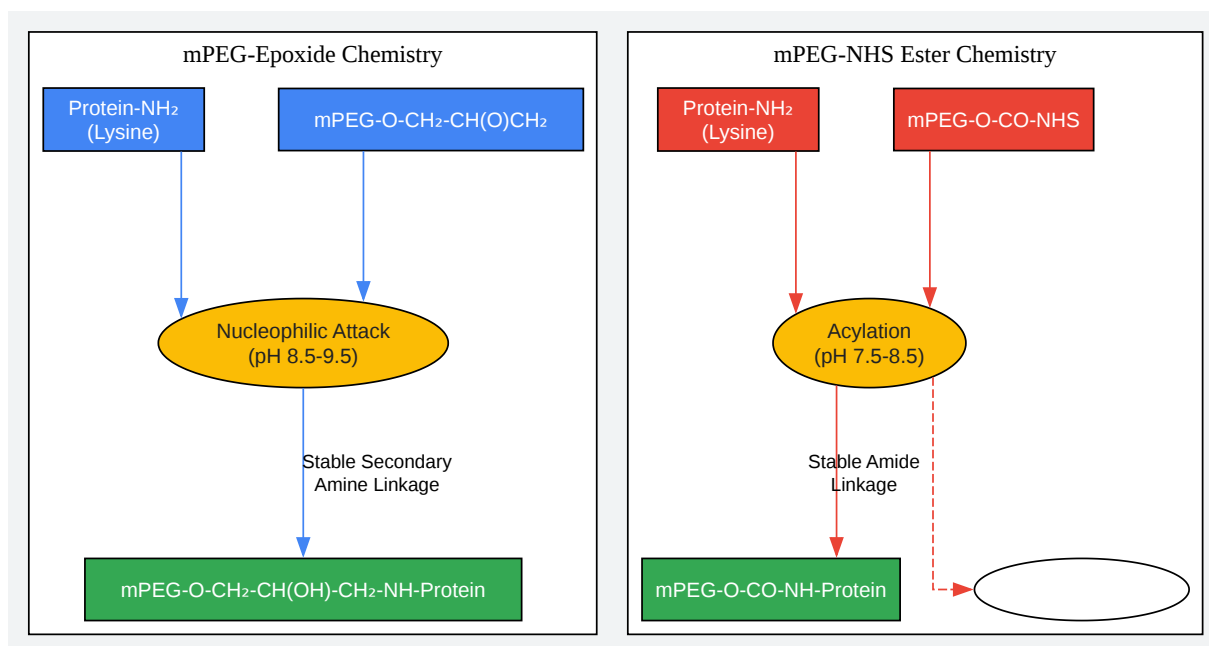 mPEG-Epoxide Chemistry
Protein-NH₂
(Lysine)
mPEG-O-CH₂-CH(O)CH₂
Nucleophilic Attack
(pH 8.5-9.5)
Stable Secondary
Amine Linkage
mPEG-O-CH₂-CH(OH)-CH₂-NH-Protein
mPEG-NHS Ester Chemistry
Protein-NH₂
(Lysine)
mPEG-O-CO-NHS
Acylation
(pH 7.5-8.5)
Stable Amide
Linkage
mPEG-O-CO-NH-Protein